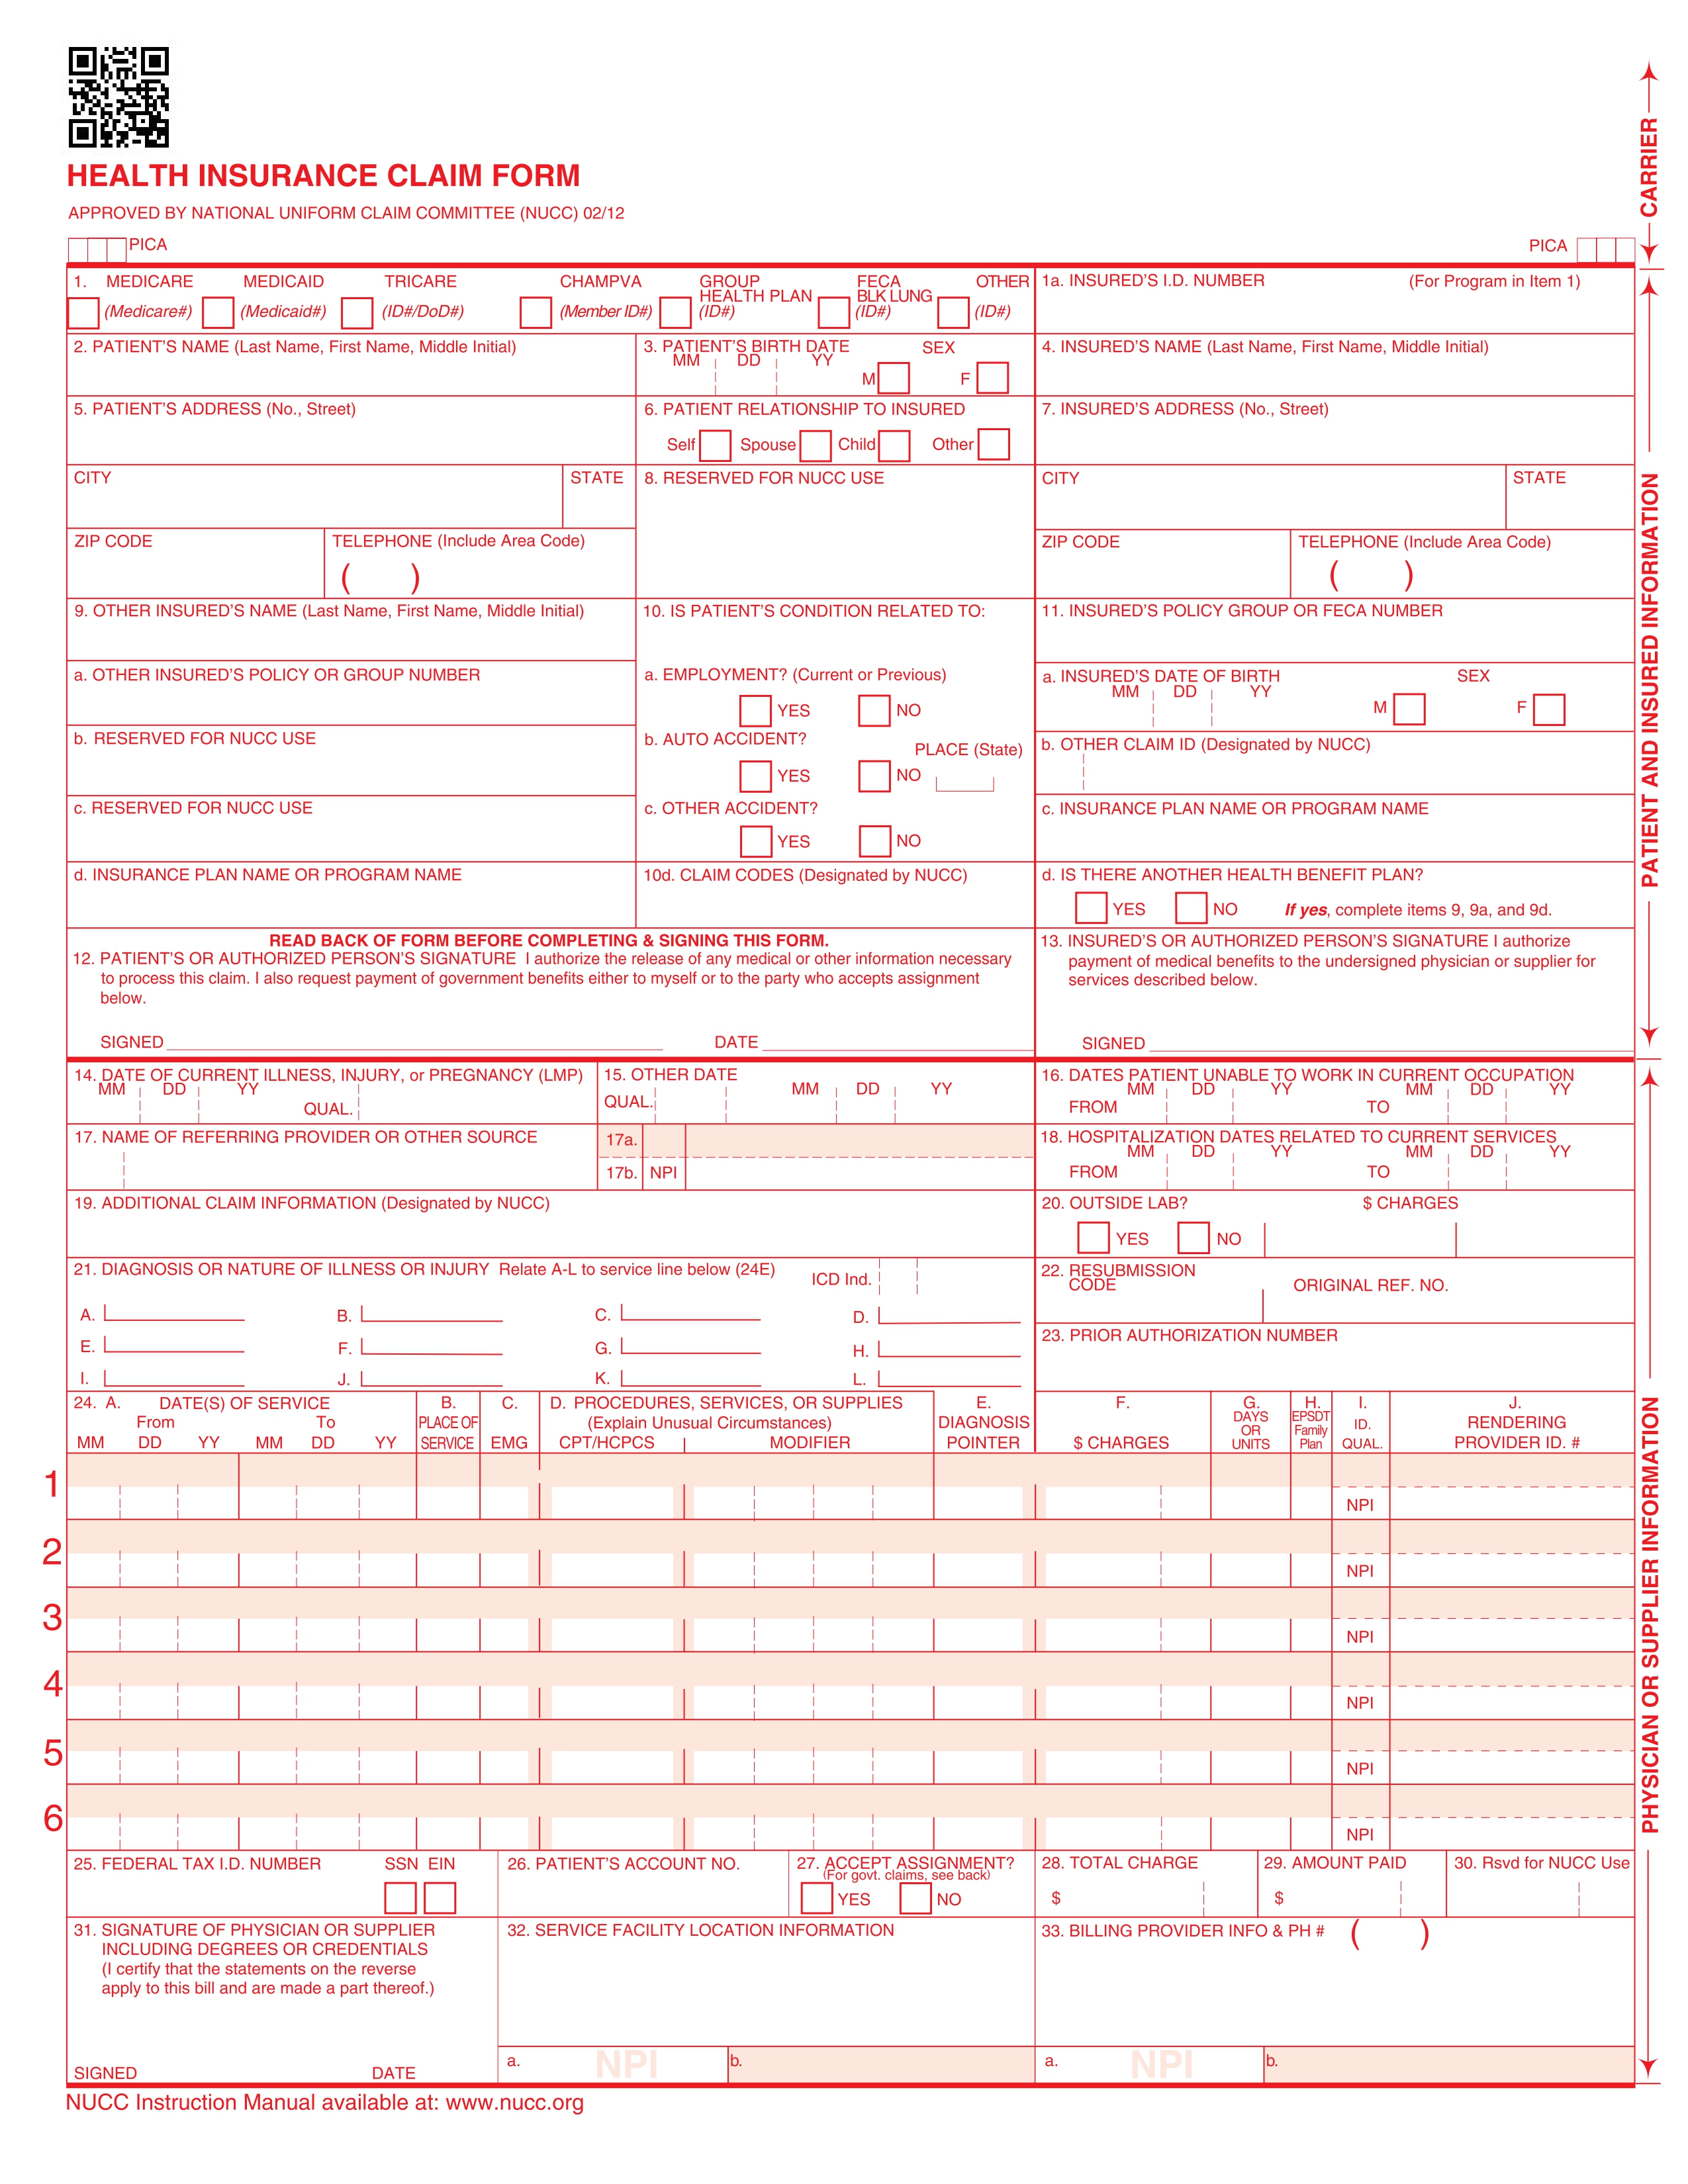 HEALTH INSURANCE CLAIM FORM
APPROVED BY NATIONAL UNIFORM CLAIM COMMITTEE (NUCC) 02/12
PICA
PICA
CARRIER
1. MEDICARE MEDICAID TRICARE CHAMPVA GROUP HEALTH PLAN FECA BLK LUNG OTHER
(Medicare#) (Medicaid#) (ID#/DoD#) (Member ID#) (ID#) (ID#) (ID#)
1a. INSURED'S I.D. NUMBER (For Program in Item 1)
2. PATIENT'S NAME (Last Name, First Name, Middle Initial)
3. PATIENT'S BIRTH DATE SEX
MM DD YY M F
4. INSURED'S NAME (Last Name, First Name, Middle Initial)
5. PATIENT'S ADDRESS (No., Street)
6. PATIENT RELATIONSHIP TO INSURED
Self Spouse Child Other
7. INSURED'S ADDRESS (No., Street)
CITY STATE
8. RESERVED FOR NUCC USE
CITY STATE
ZIP CODE TELEPHONE (Include Area Code)
( )
ZIP CODE TELEPHONE (Include Area Code)
( )
9. OTHER INSURED'S NAME (Last Name, First Name, Middle Initial)
10. IS PATIENT'S CONDITION RELATED TO:
11. INSURED'S POLICY GROUP OR FECA NUMBER
a. OTHER INSURED'S POLICY OR GROUP NUMBER
a. EMPLOYMENT? (Current or Previous)
YES NO
a. INSURED'S DATE OF BIRTH SEX
MM DD YY M F
b. RESERVED FOR NUCC USE
b. AUTO ACCIDENT? PLACE (State)
YES NO
b. OTHER CLAIM ID (Designated by NUCC)
c. RESERVED FOR NUCC USE
c. OTHER ACCIDENT?
YES NO
c. INSURANCE PLAN NAME OR PROGRAM NAME
d. INSURANCE PLAN NAME OR PROGRAM NAME
10d. CLAIM CODES (Designated by NUCC)
d. IS THERE ANOTHER HEALTH BENEFIT PLAN?
YES NO If yes, complete items 9, 9a, and 9d.
READ BACK OF FORM BEFORE COMPLETING & SIGNING THIS FORM.
12. PATIENT'S OR AUTHORIZED PERSON'S SIGNATURE I authorize the release of any medical or other information necessary
to process this claim. I also request payment of government benefits either to myself or to the party who accepts assignment
below.
SIGNED DATE
13. INSURED'S OR AUTHORIZED PERSON'S SIGNATURE I authorize
payment of medical benefits to the undersigned physician or supplier for
services described below.
SIGNED
PATIENT AND INSURED INFORMATION
14. DATE OF CURRENT ILLNESS, INJURY, or PREGNANCY (LMP)
MM DD YY QUAL.
15. OTHER DATE
QUAL. MM DD YY
16. DATES PATIENT UNABLE TO WORK IN CURRENT OCCUPATION
MM DD YY MM DD YY
FROM TO
17. NAME OF REFERRING PROVIDER OR OTHER SOURCE
17a.
17b. NPI
18. HOSPITALIZATION DATES RELATED TO CURRENT SERVICES
MM DD YY MM DD YY
FROM TO
19. ADDITIONAL CLAIM INFORMATION (Designated by NUCC)
20. OUTSIDE LAB? $ CHARGES
YES NO
21. DIAGNOSIS OR NATURE OF ILLNESS OR INJURY Relate A-L to service line below (24E) ICD Ind.
A. B. C. D.
E. F. G. H.
I. J. K. L.
22. RESUBMISSION
CODE ORIGINAL REF. NO.
23. PRIOR AUTHORIZATION NUMBER
24. A. DATE(S) OF SERVICE B. C. D. PROCEDURES, SERVICES, OR SUPPLIES E. F. G. H. I. J.
From To PLACE OF (Explain Unusual Circumstances) DIAGNOSIS DAYS OR EPSDT Family ID. RENDERING
MM DD YY MM DD YY SERVICE EMG CPT/HCPCS MODIFIER POINTER $ CHARGES UNITS Plan QUAL. PROVIDER ID. #
1
NPI
2
NPI
3
NPI
4
NPI
5
NPI
6
NPI
25. FEDERAL TAX I.D. NUMBER SSN EIN
26. PATIENT'S ACCOUNT NO.
27. ACCEPT ASSIGNMENT?
(For govt. claims, see back)
YES NO
28. TOTAL CHARGE
$
29. AMOUNT PAID
$
30. Rsvd for NUCC Use
31. SIGNATURE OF PHYSICIAN OR SUPPLIER
INCLUDING DEGREES OR CREDENTIALS
(I certify that the statements on the reverse
apply to this bill and are made a part thereof.)
SIGNED DATE
32. SERVICE FACILITY LOCATION INFORMATION
a. NPI b.
33. BILLING PROVIDER INFO & PH # ( )
a. NPI b.
PHYSICIAN OR SUPPLIER INFORMATION
NUCC Instruction Manual available at: www.nucc.org